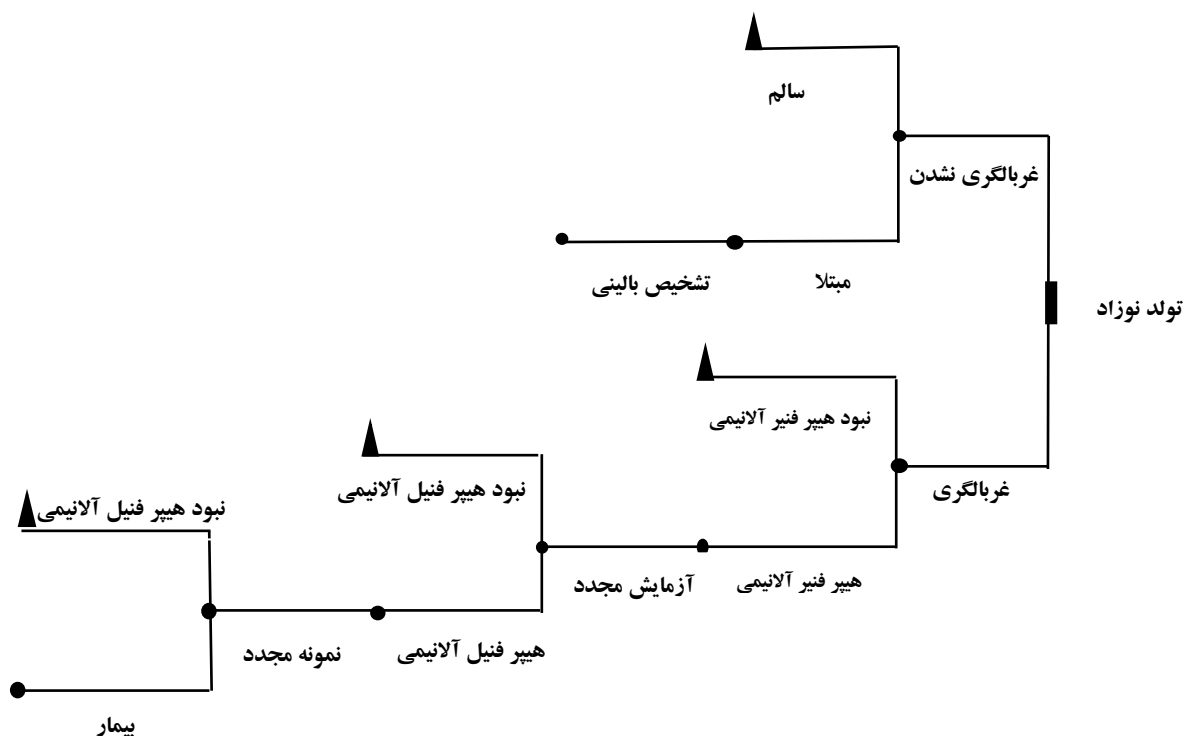 سالم
غربالگری نشدن
تشخیص بالینی
مبتلا
تولد نوزاد
نبود هیپر فنیر آلانیمی
غربالگری
نبود هیپر فنیل آلانیمی
نبود هیپر فنیل آلانیمی
هیپر فنیر آلانیمی
آزمایش مجدد
هیپر فنیل آلانیمی
نمونه مجدد
بیمار